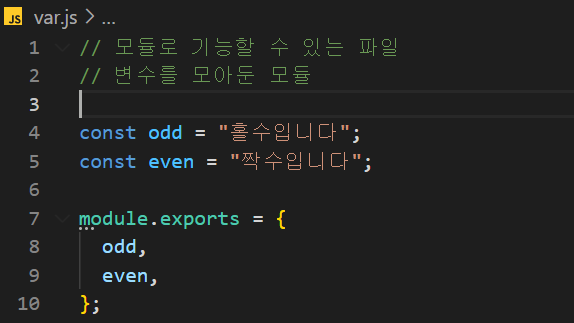 JS var.js > ...
1 // 모듈로 기능할 수 있는 파일
2 // 변수를 모아둔 모듈
3
4 const odd = "홀수입니다";
5 const even = "짝수입니다";
6
7 module.exports = {
8 odd,
9 even,
10 };